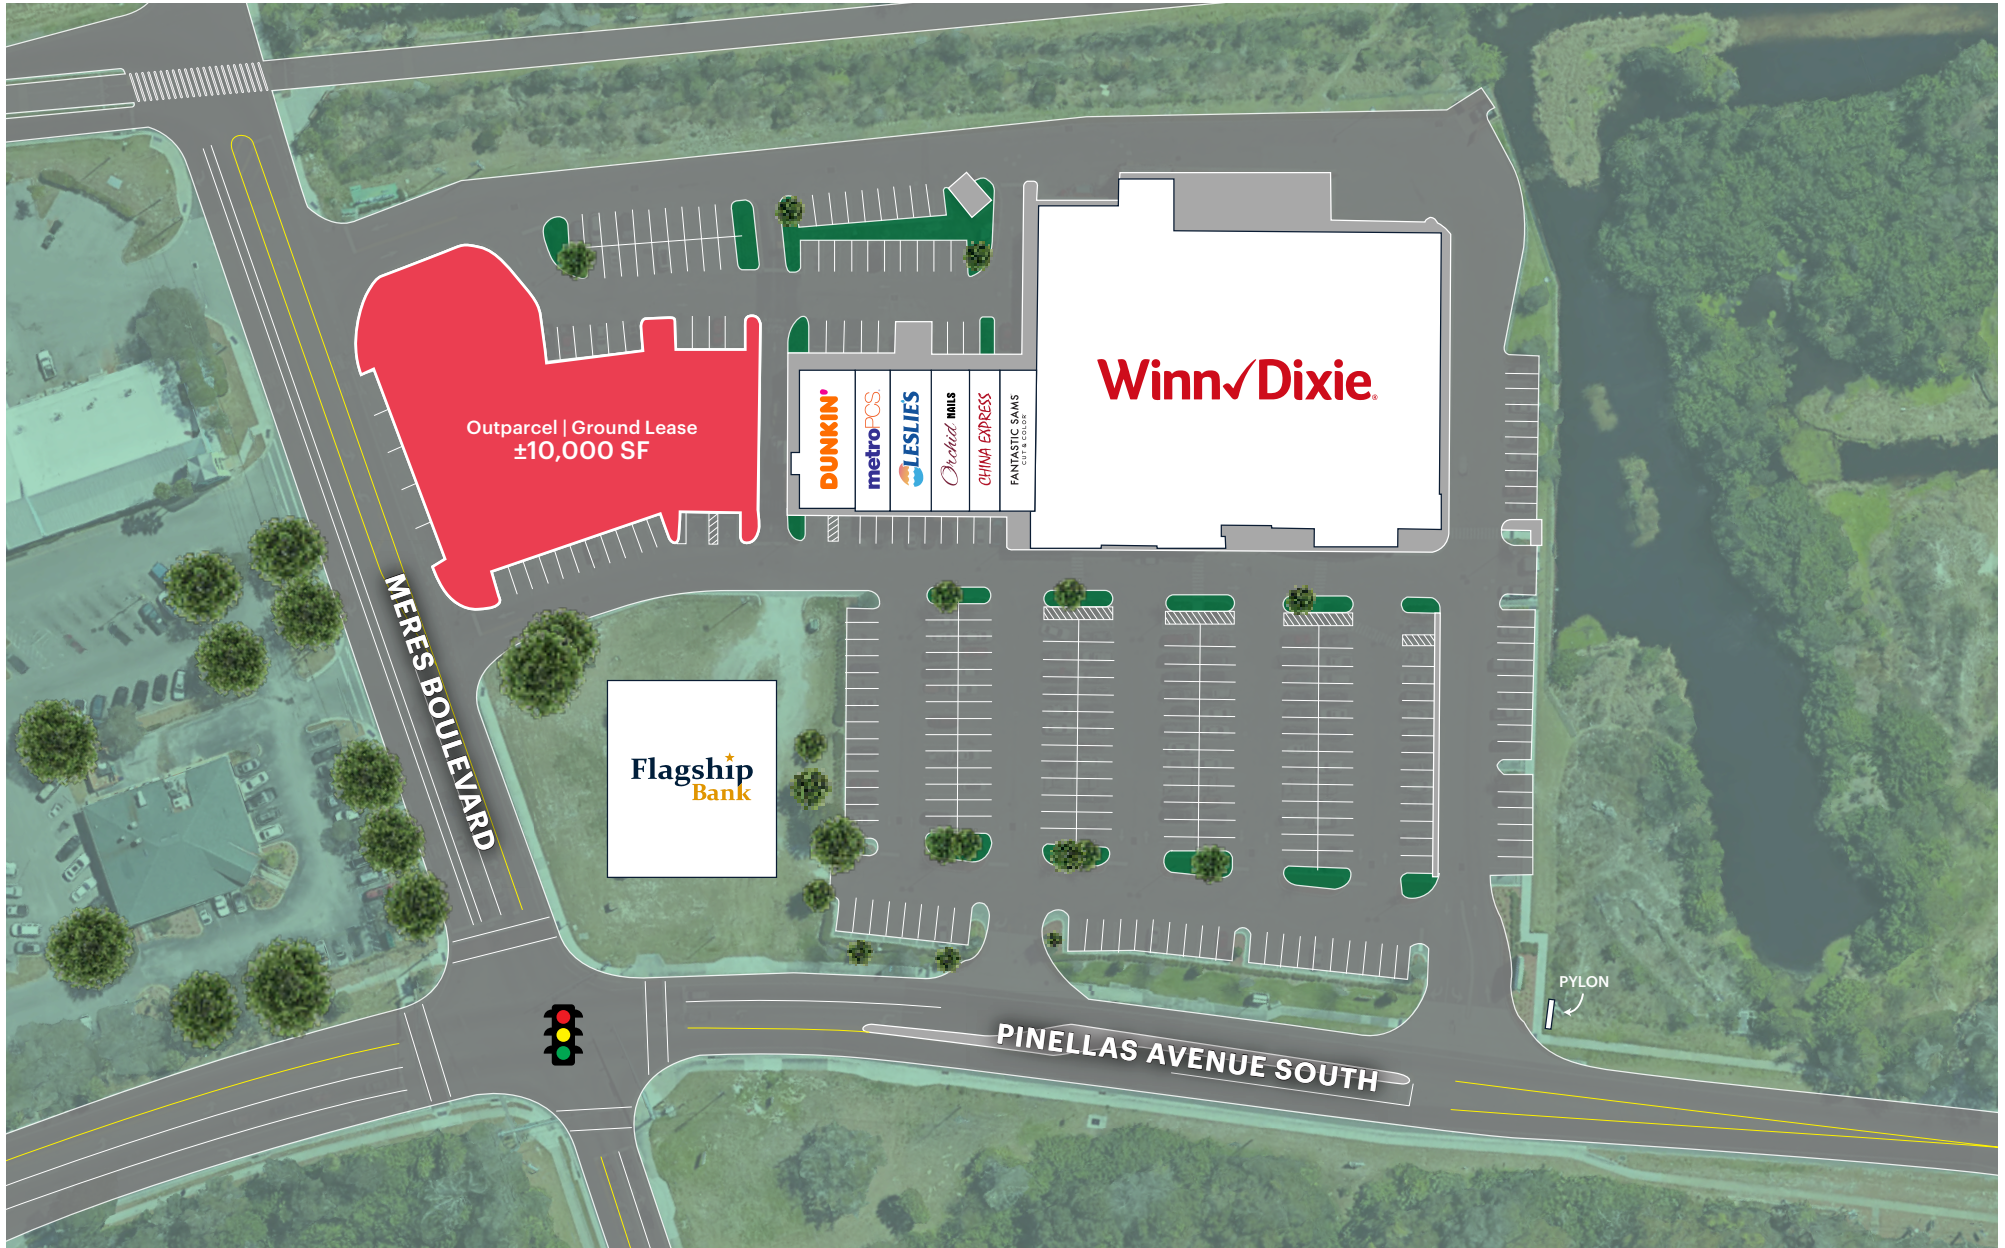 Winn✓Dixie®
Outparcel | Ground Lease
±10,000 SF
DUNKIN'
metroPCS.
LESLIE'S
Orchid NAILS
CHINA EXPRESS
FANTASTIC SAMS
CUT & COLOR
MERES BOULEVARD
Flagship
Bank
PYLON
PINELLAS AVENUE SOUTH